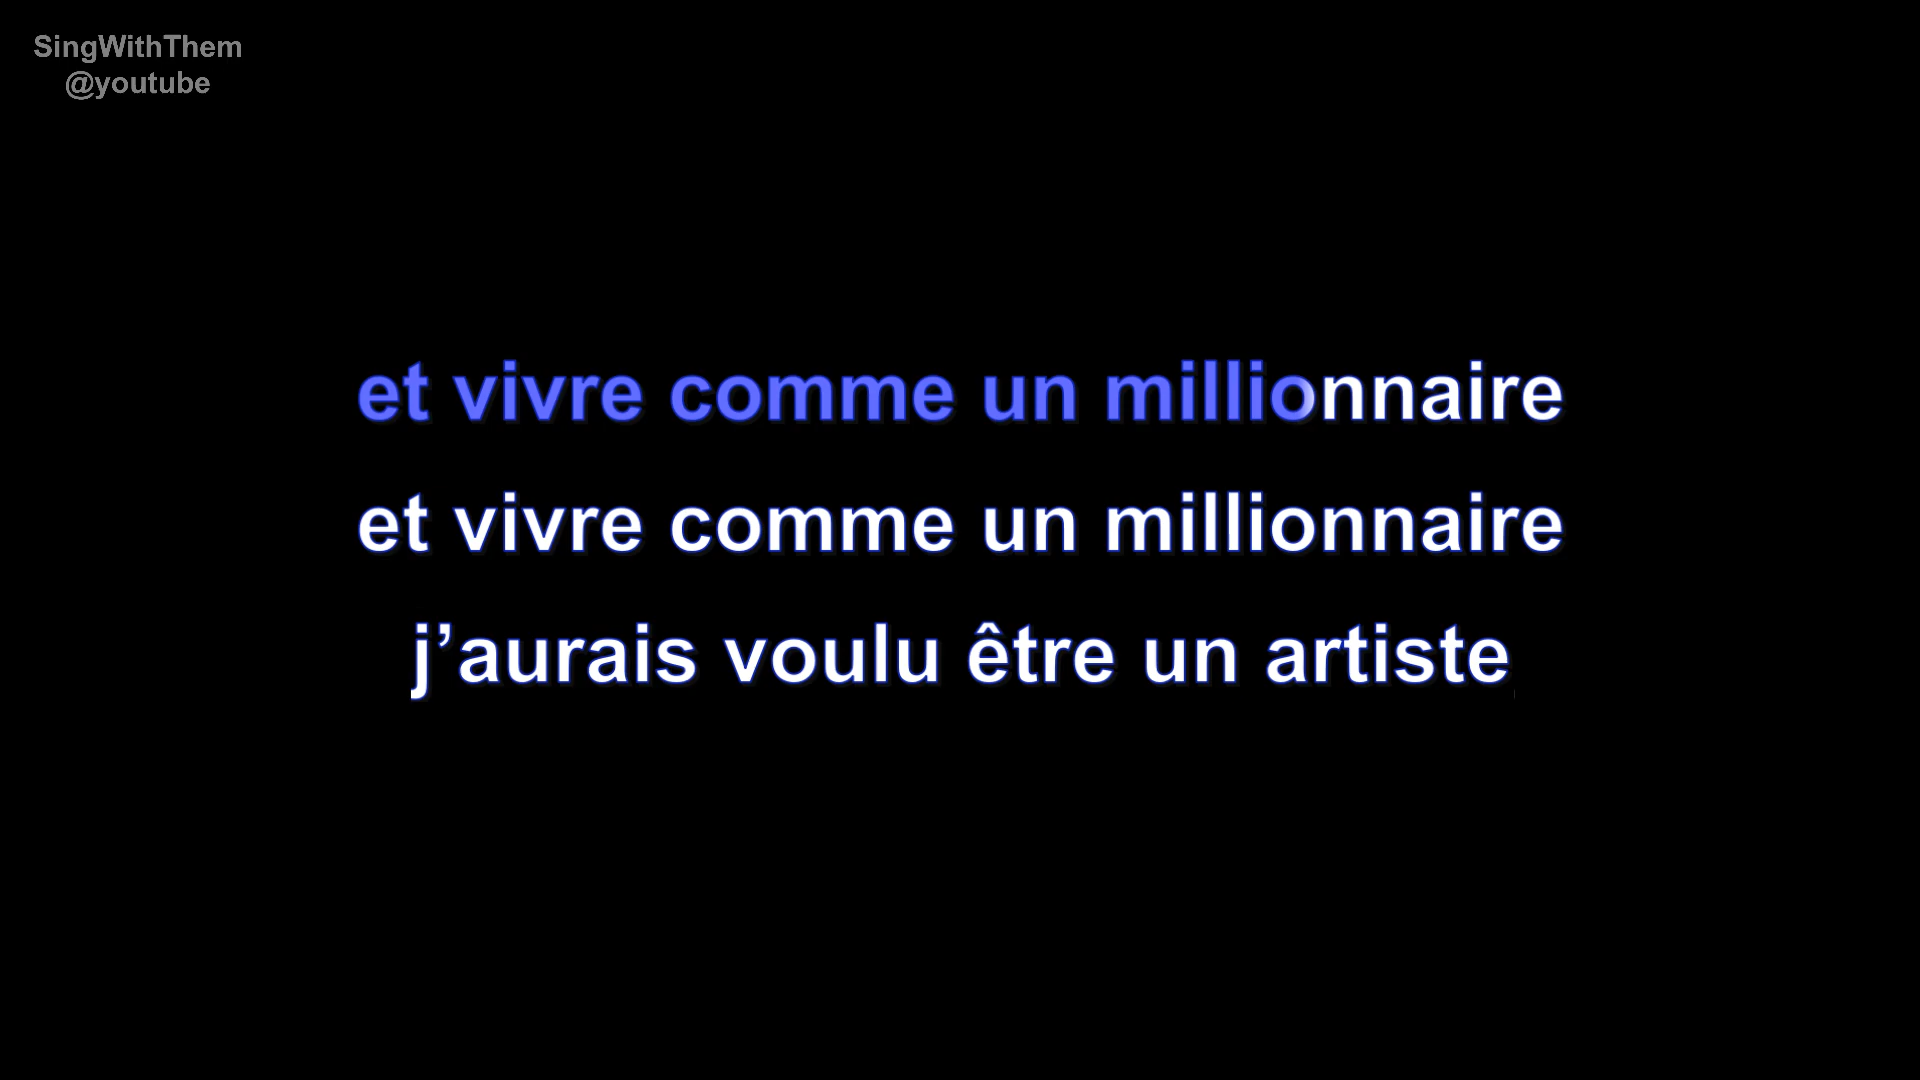 SingWithThem
@youtube
et vivre comme un millionnaire
et vivre comme un millionnaire
j’aurais voulu être un artiste